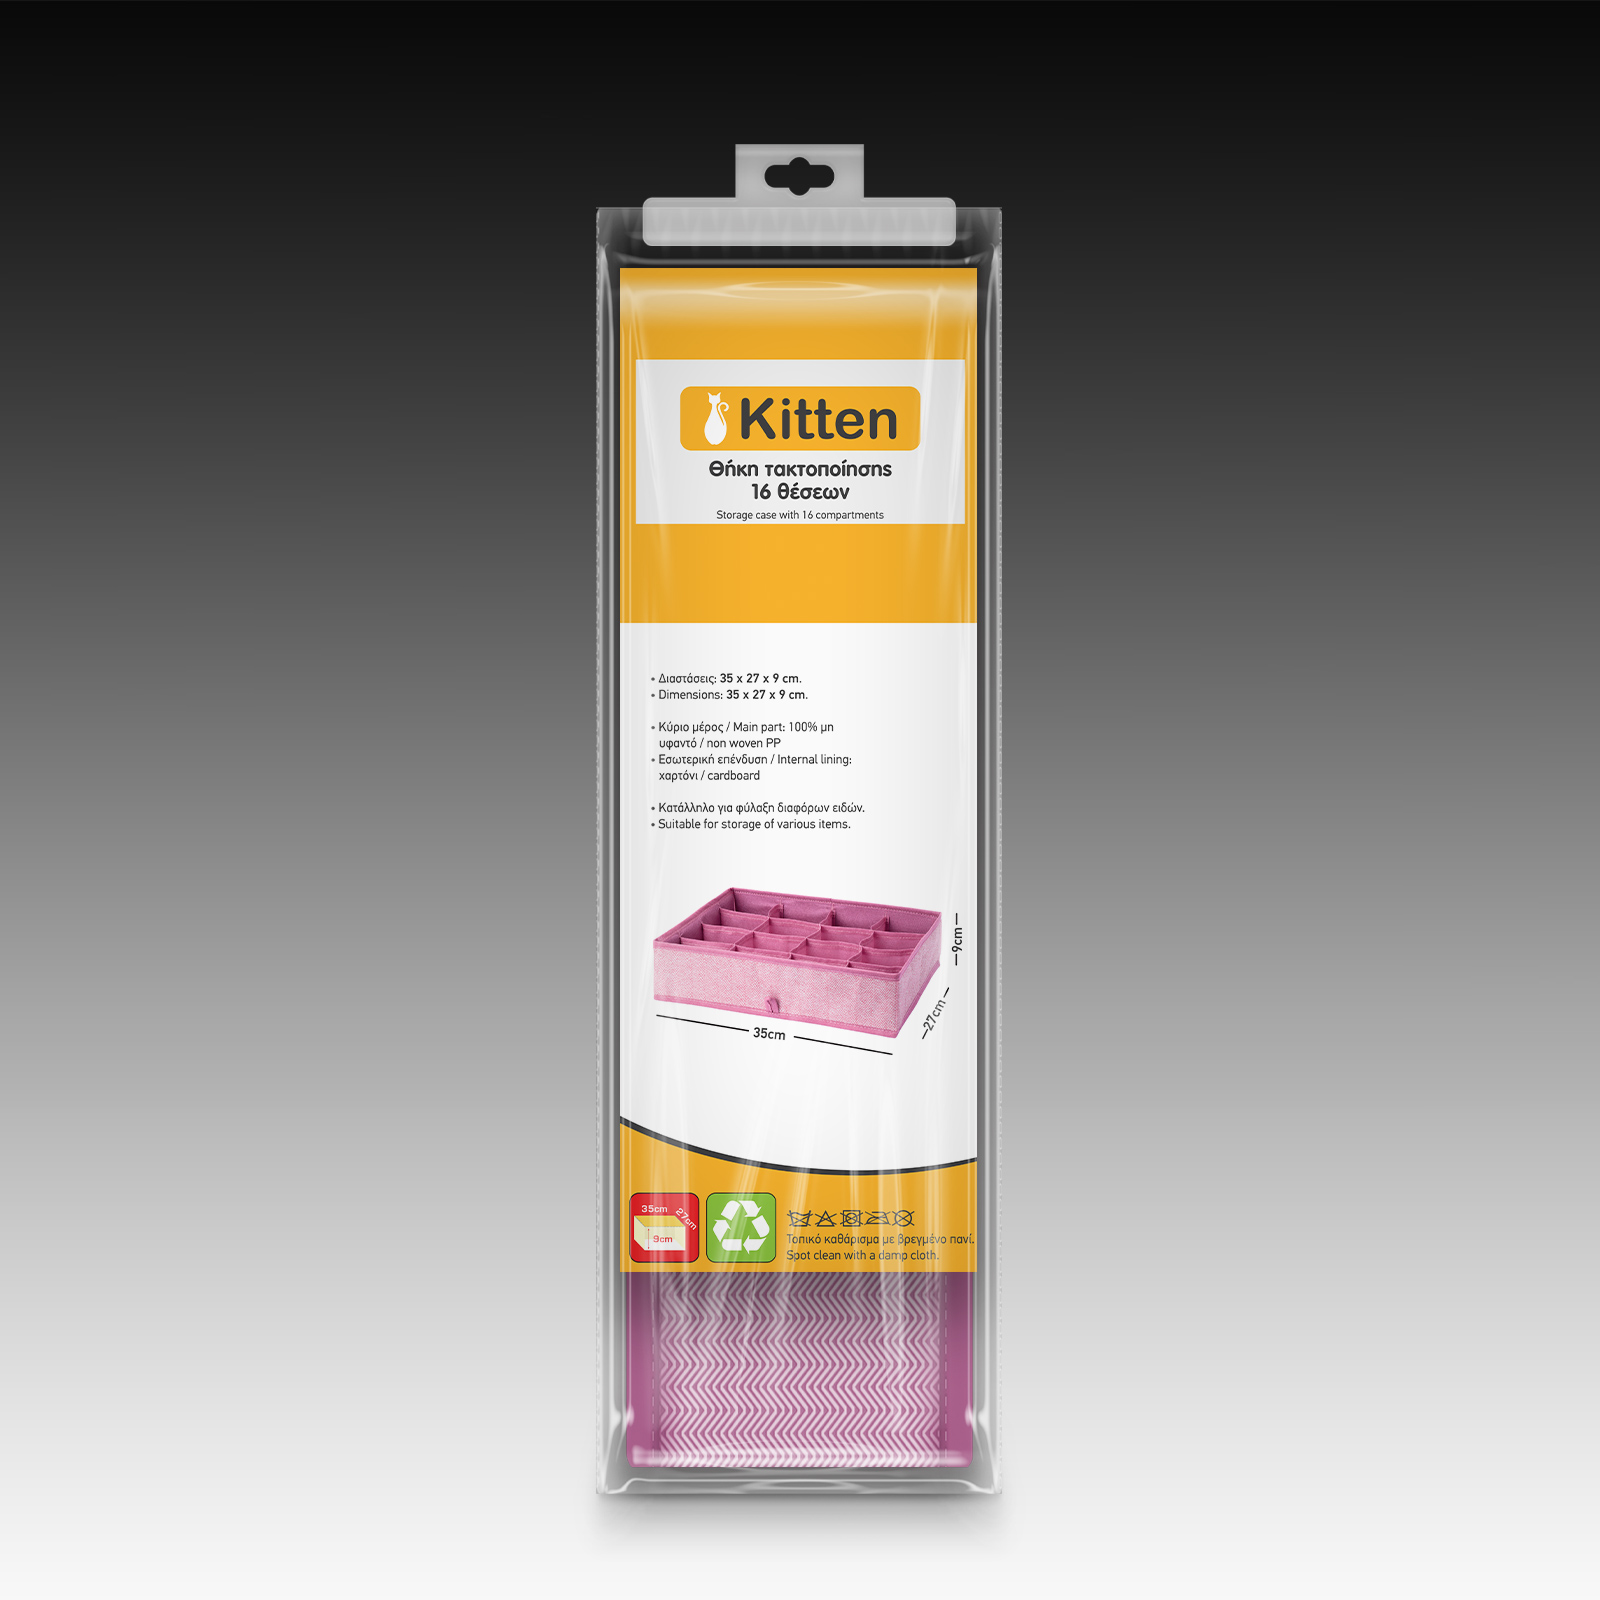 Kitten
Θήκη τακτοποίησης
16 θέσεων
Storage case with 16 compartments
• Διαστάσεις: 35 x 27 x 9 cm.
• Dimensions: 35 x 27 x 9 cm.
• Κύριο μέρος / Main part: 100% μη
υφαντό / non woven PP
• Εσωτερική επένδυση / Internal lining:
χαρτόνι / cardboard
• Κατάλληλο για φύλαξη διαφόρων ειδών.
• Suitable for storage of various items.
9cm
27cm
35cm
35cm
27cm
9cm
Τοπικό καθάρισμα με βρεγμένο πανί.
Spot clean with a damp cloth.